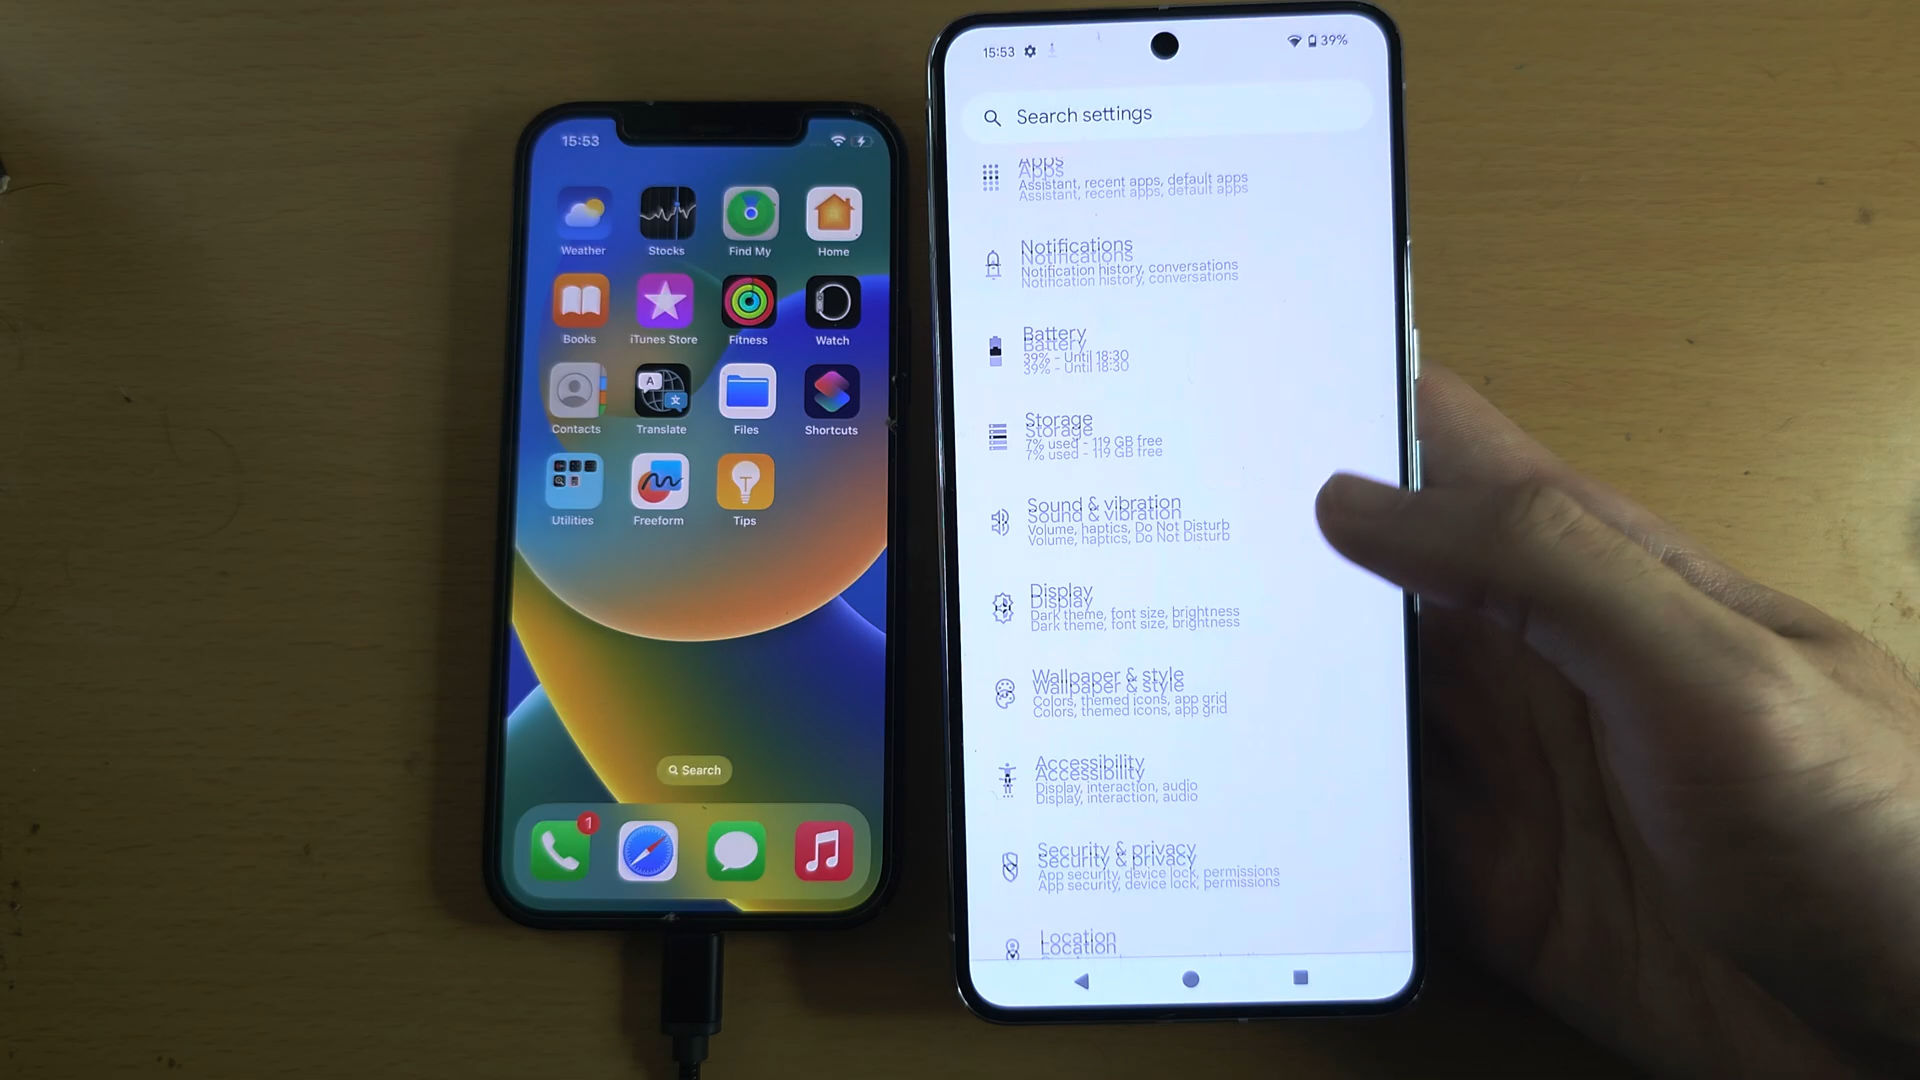 15:53
Weather
Stocks
Find My
Home
Books
iTunes Store
Fitness
Watch
Contacts
Translate
Files
Shortcuts
Utilities
Freeform
Tips
Search
1
15:53
39%
Search settings
Apps
Assistant, recent apps, default apps
Notifications
Notification history, conversations
Battery
39% - Until 18:30
Storage
7% used - 119 GB free
Sound & vibration
Volume, haptics, Do Not Disturb
Display
Dark theme, font size, brightness
Wallpaper & style
Colors, themed icons, app grid
Accessibility
Display, interaction, audio
Security & privacy
App security, device lock, permissions
Location